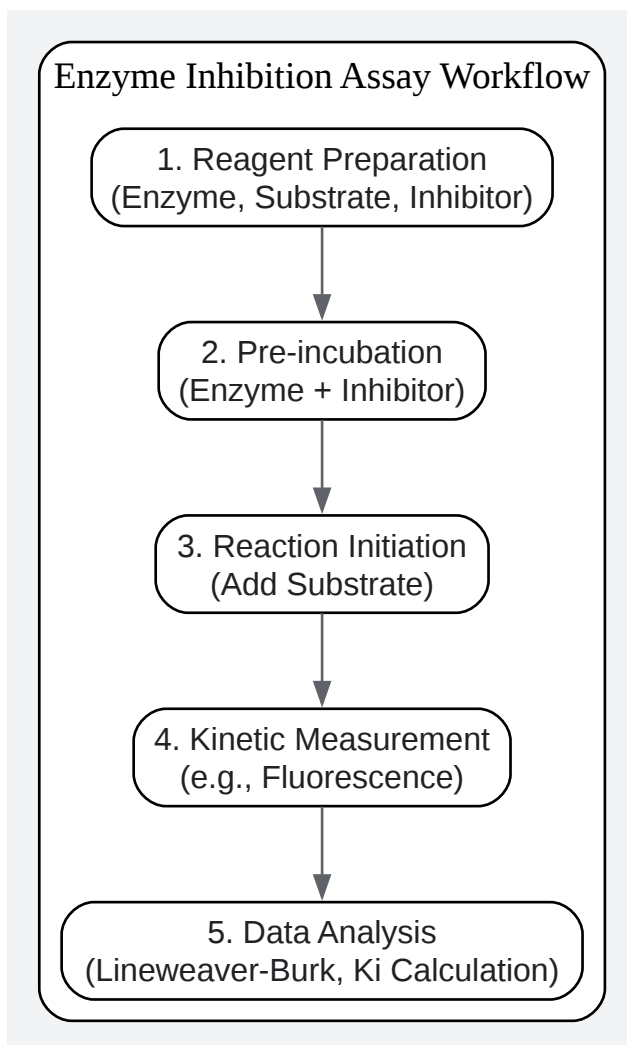 Enzyme Inhibition Assay Workflow
1. Reagent Preparation
(Enzyme, Substrate, Inhibitor)
2. Pre-incubation
(Enzyme + Inhibitor)
3. Reaction Initiation
(Add Substrate)
4. Kinetic Measurement
(e.g., Fluorescence)
5. Data Analysis
(Lineweaver-Burk, Ki Calculation)